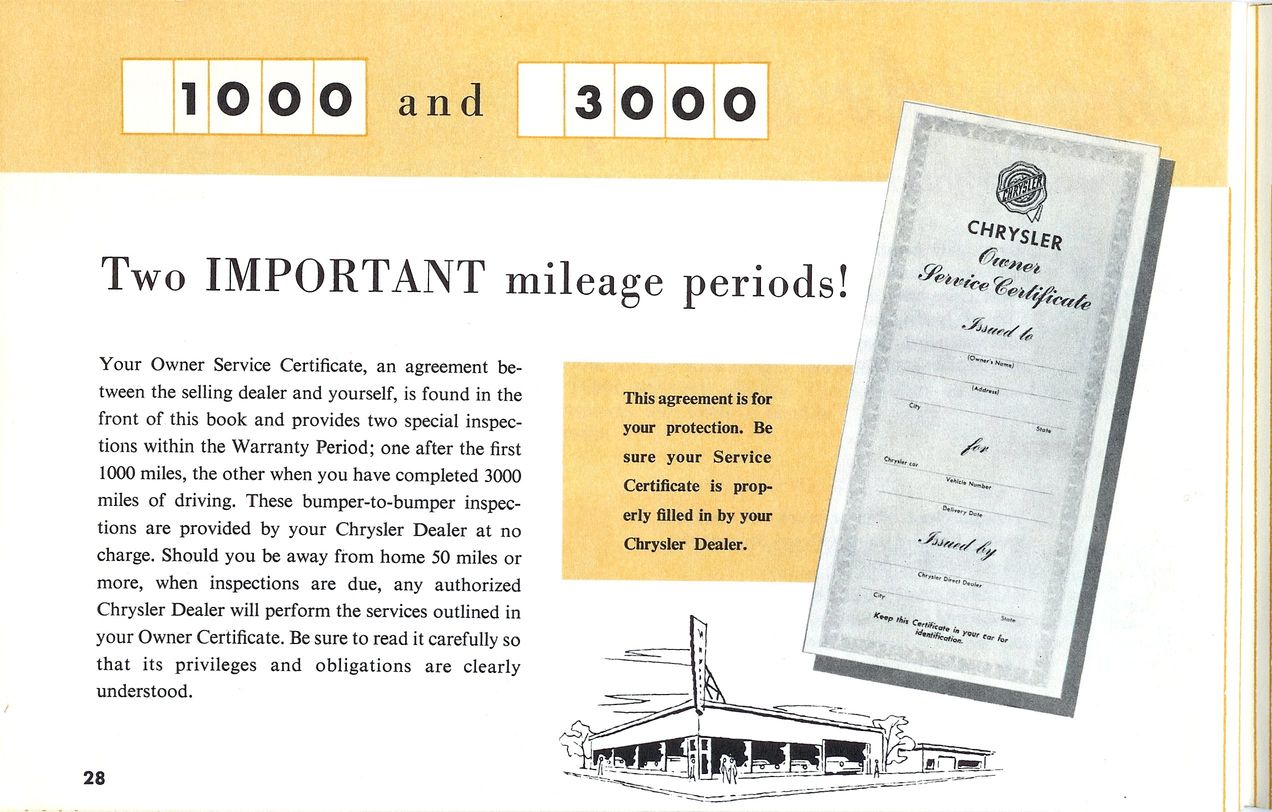 1000 and 3000
Two IMPORTANT mileage periods!
Your Owner Service Certificate, an agreement be-
tween the selling dealer and yourself, is found in the
front of this book and provides two special inspec-
tions within the Warranty Period; one after the first
1000 miles, the other when you have completed 3000
miles of driving. These bumper-to-bumper inspec-
tions are provided by your Chrysler Dealer at no
charge. Should you be away from home 50 miles or
more, when inspections are due, any authorized
Chrysler Dealer will perform the services outlined in
your Owner Certificate. Be sure to read it carefully so
that its privileges and obligations are clearly
understood.
This agreement is for
your protection. Be
sure your Service
Certificate is prop-
erly filled in by your
Chrysler Dealer.
CHRYSLER
CHRYSLER
Owner
Service Certificate
Issued to
(Owner's Name)
(Address)
City State
for
Chrysler car
Vehicle Number
Delivery Date
Issued by
Chrysler Direct Dealer
City State
Keep this Certificate in your car for
identification.
28